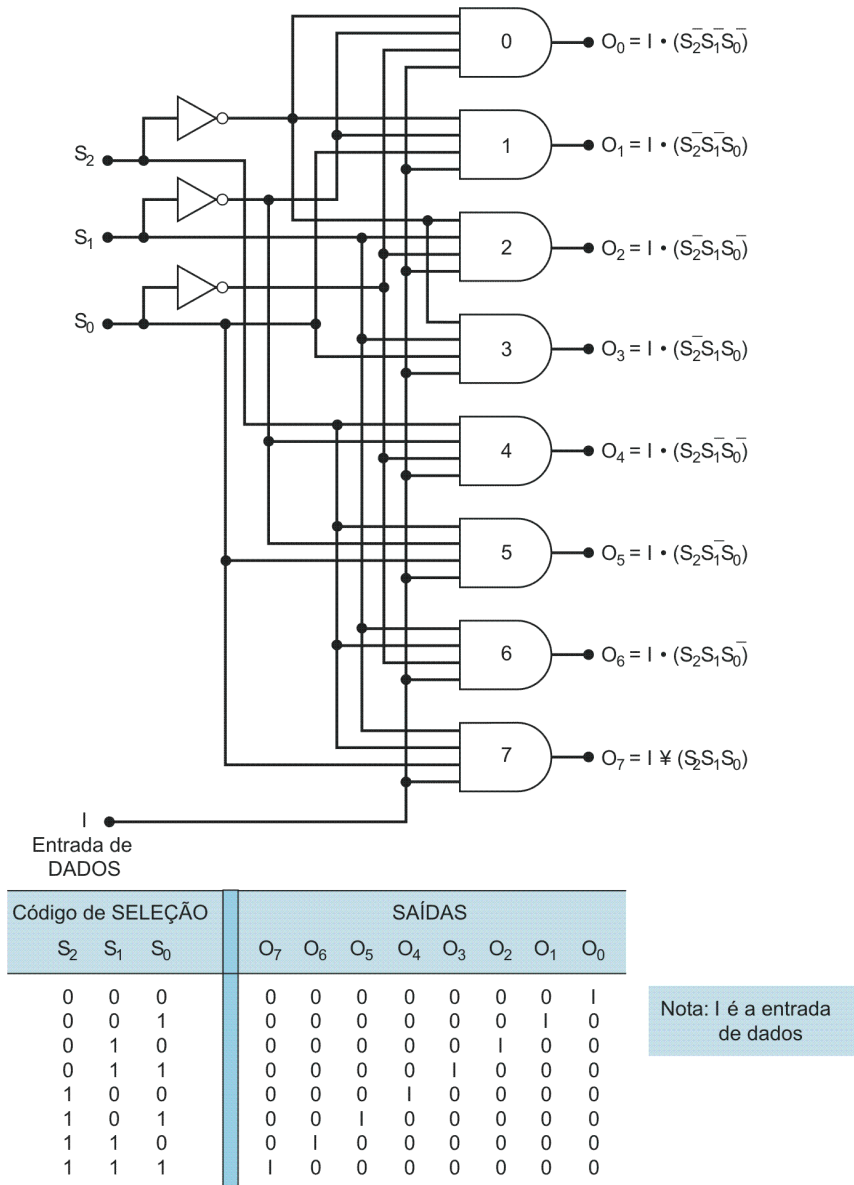 0 O₀ = I • (S̅₂S̅₁S̅₀)
1 O₁ = I • (S̅₂S̅₁S₀)
S₂
2 O₂ = I • (S̅₂S₁S̅₀)
S₁
S₀
3 O₃ = I • (S̅₂S₁S₀)
4 O₄ = I • (S₂S̅₁S̅₀)
5 O₅ = I • (S₂S̅₁S₀)
6 O₆ = I • (S₂S₁S̅₀)
7 O₇ = I ¥ (S₂S₁S₀)
I
Entrada de
DADOS
Código de SELEÇÃO SAÍDAS
S₂ S₁ S₀ O₇ O₆ O₅ O₄ O₃ O₂ O₁ O₀
0 0 0 0 0 0 0 0 0 0 I
0 0 1 0 0 0 0 0 0 I 0
0 1 0 0 0 0 0 0 I 0 0
0 1 1 0 0 0 0 I 0 0 0
1 0 0 0 0 0 I 0 0 0 0
1 0 1 0 0 I 0 0 0 0 0
1 1 0 0 I 0 0 0 0 0 0
1 1 1 I 0 0 0 0 0 0 0
Nota: I é a entrada
de dados